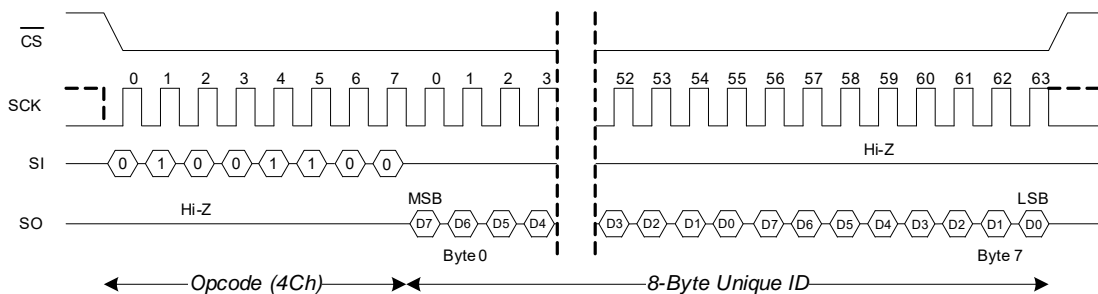 CS
0 1 2 3 4 5 6 7 0 1 2 3 52 53 54 55 56 57 58 59 60 61 62 63
SCK
Hi-Z
SI 0 1 0 0 1 1 0 0
MSB LSB
Hi-Z
SO D7 D6 D5 D4 D3 D2 D1 D0 D7 D6 D5 D4 D3 D2 D1 D0
Byte 0 Byte 7
Opcode (4Ch) 8-Byte Unique ID